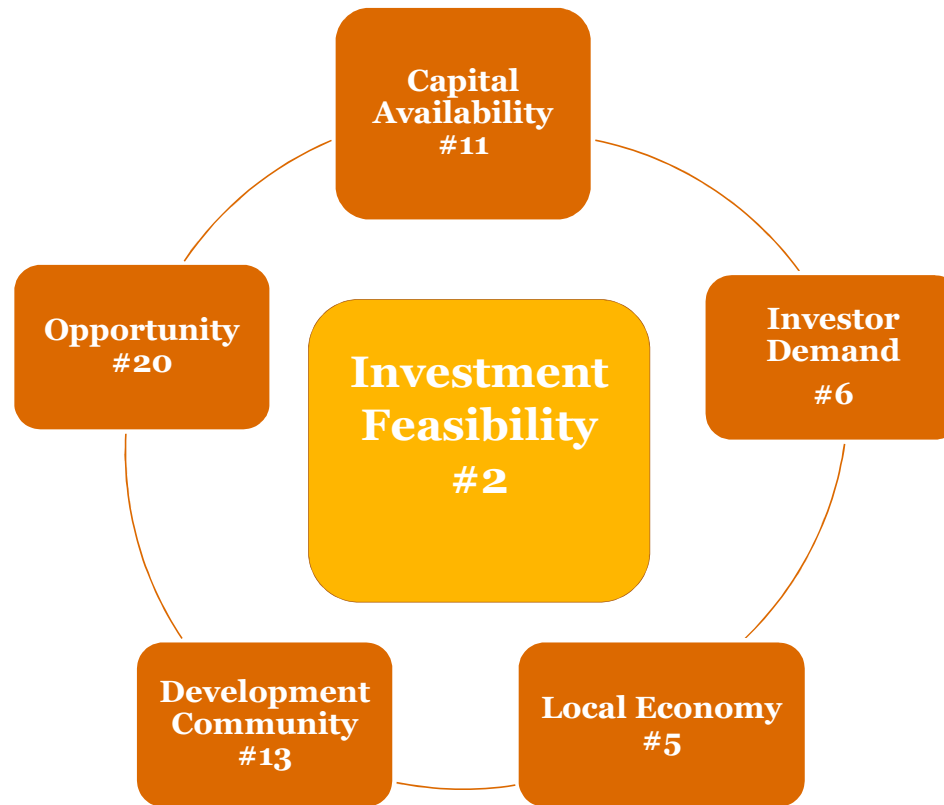 Capital
Availability
#11
Investor
Demand
#6
Opportunity
#20
Investment
Feasibility
#2
Development
Community
#13
Local Economy
#5